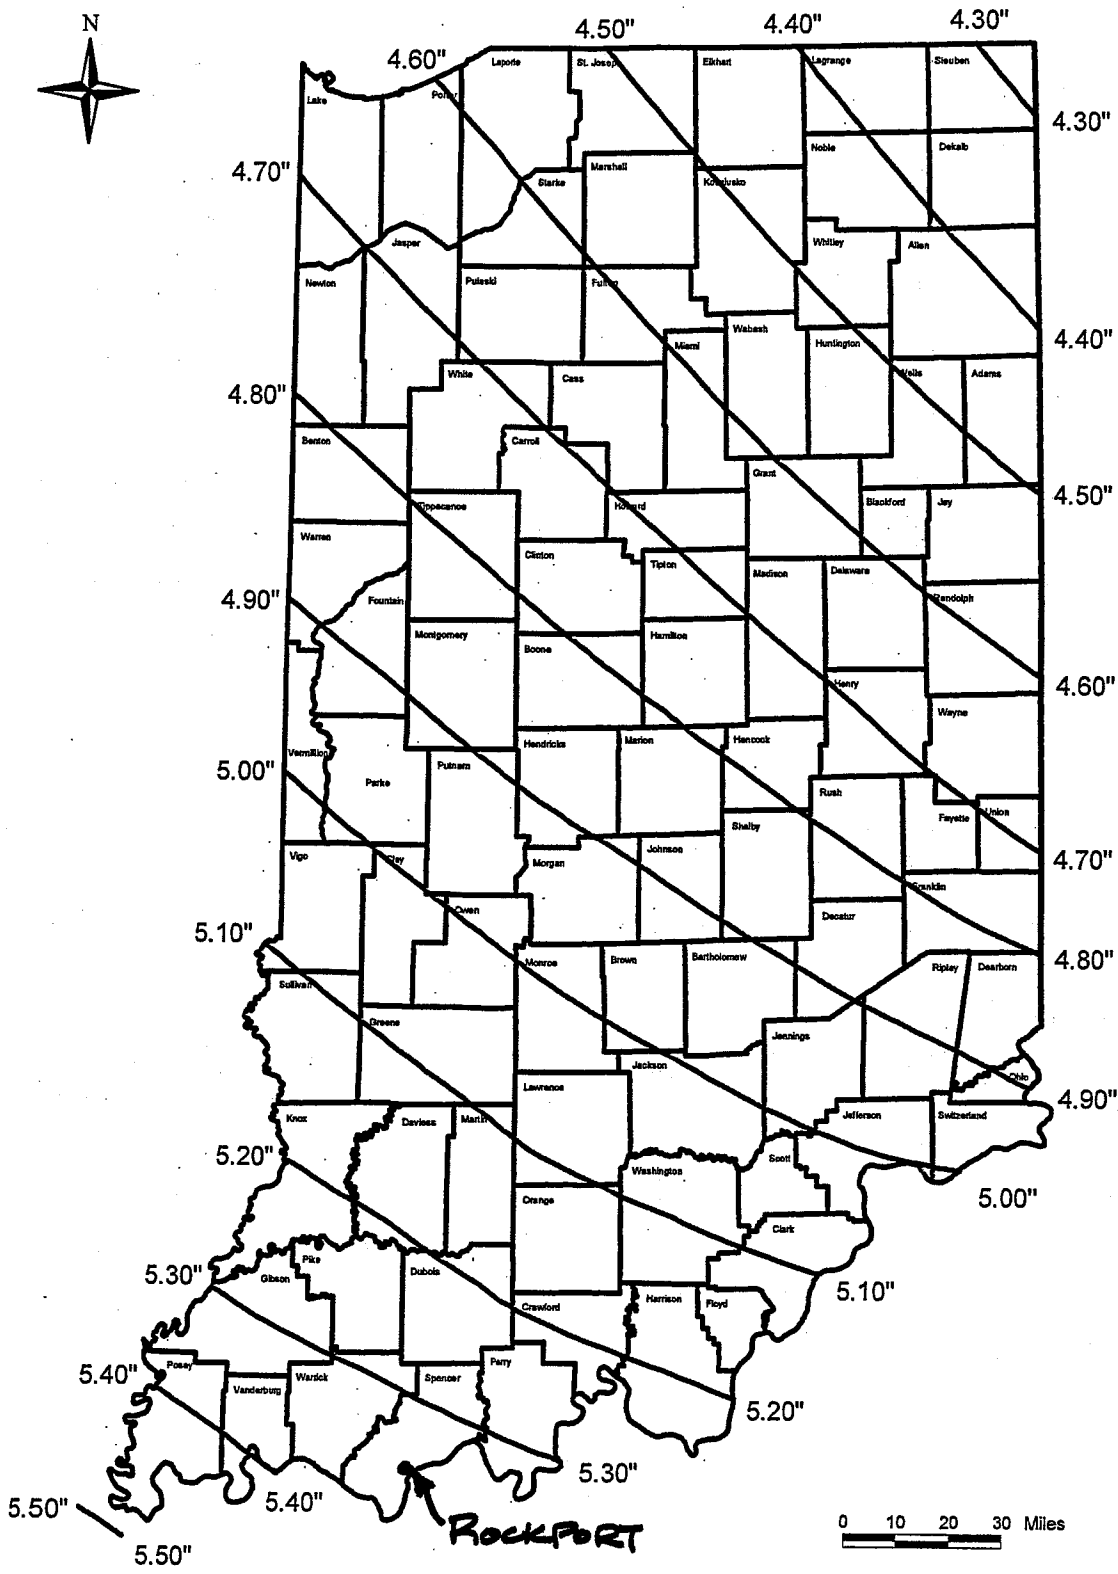 N
4.60"
4.50"
4.40"
4.30"
Laporte
St. Joseph
Elkhart
Lagrange
Steuben
Lake
Porter
4.30"
Noble
Dekalb
4.70"
Starke
Marshall
Kosciusko
Jasper
Whitley
Allen
Newton
Pulaski
Fulton
Wabash
Huntington
4.40"
Miami
White
Cass
Wells
Adams
4.80"
Benton
Carroll
Grant
4.50"
Tippecanoe
Howard
Blackford
Jay
Warren
Clinton
Tipton
Madison
Delaware
4.90"
Fountain
Randolph
Montgomery
Boone
Hamilton
4.60"
Henry
Wayne
Vermillion
Hendricks
Marion
Hancock
5.00"
Parke
Putnam
Rush
Fayette
Union
Shelby
Vigo
Clay
Morgan
Johnson
4.70"
Franklin
Owen
Decatur
5.10"
Monroe
Brown
Bartholomew
Ripley
Dearborn
4.80"
Sullivan
Greene
Jennings
Jackson
Ohio
Lawrence
4.90"
Knox
Daviess
Martin
Jefferson
Switzerland
5.20"
Washington
Scott
Orange
5.00"
Clark
5.30"
Gibson
Pike
Dubois
5.10"
Crawford
Harrison
Floyd
5.40"
Posey
Vanderburg
Warrick
Spencer
Perry
5.20"
5.30"
5.50"
5.40"
ROCKPORT
5.50"
0 10 20 30 Miles